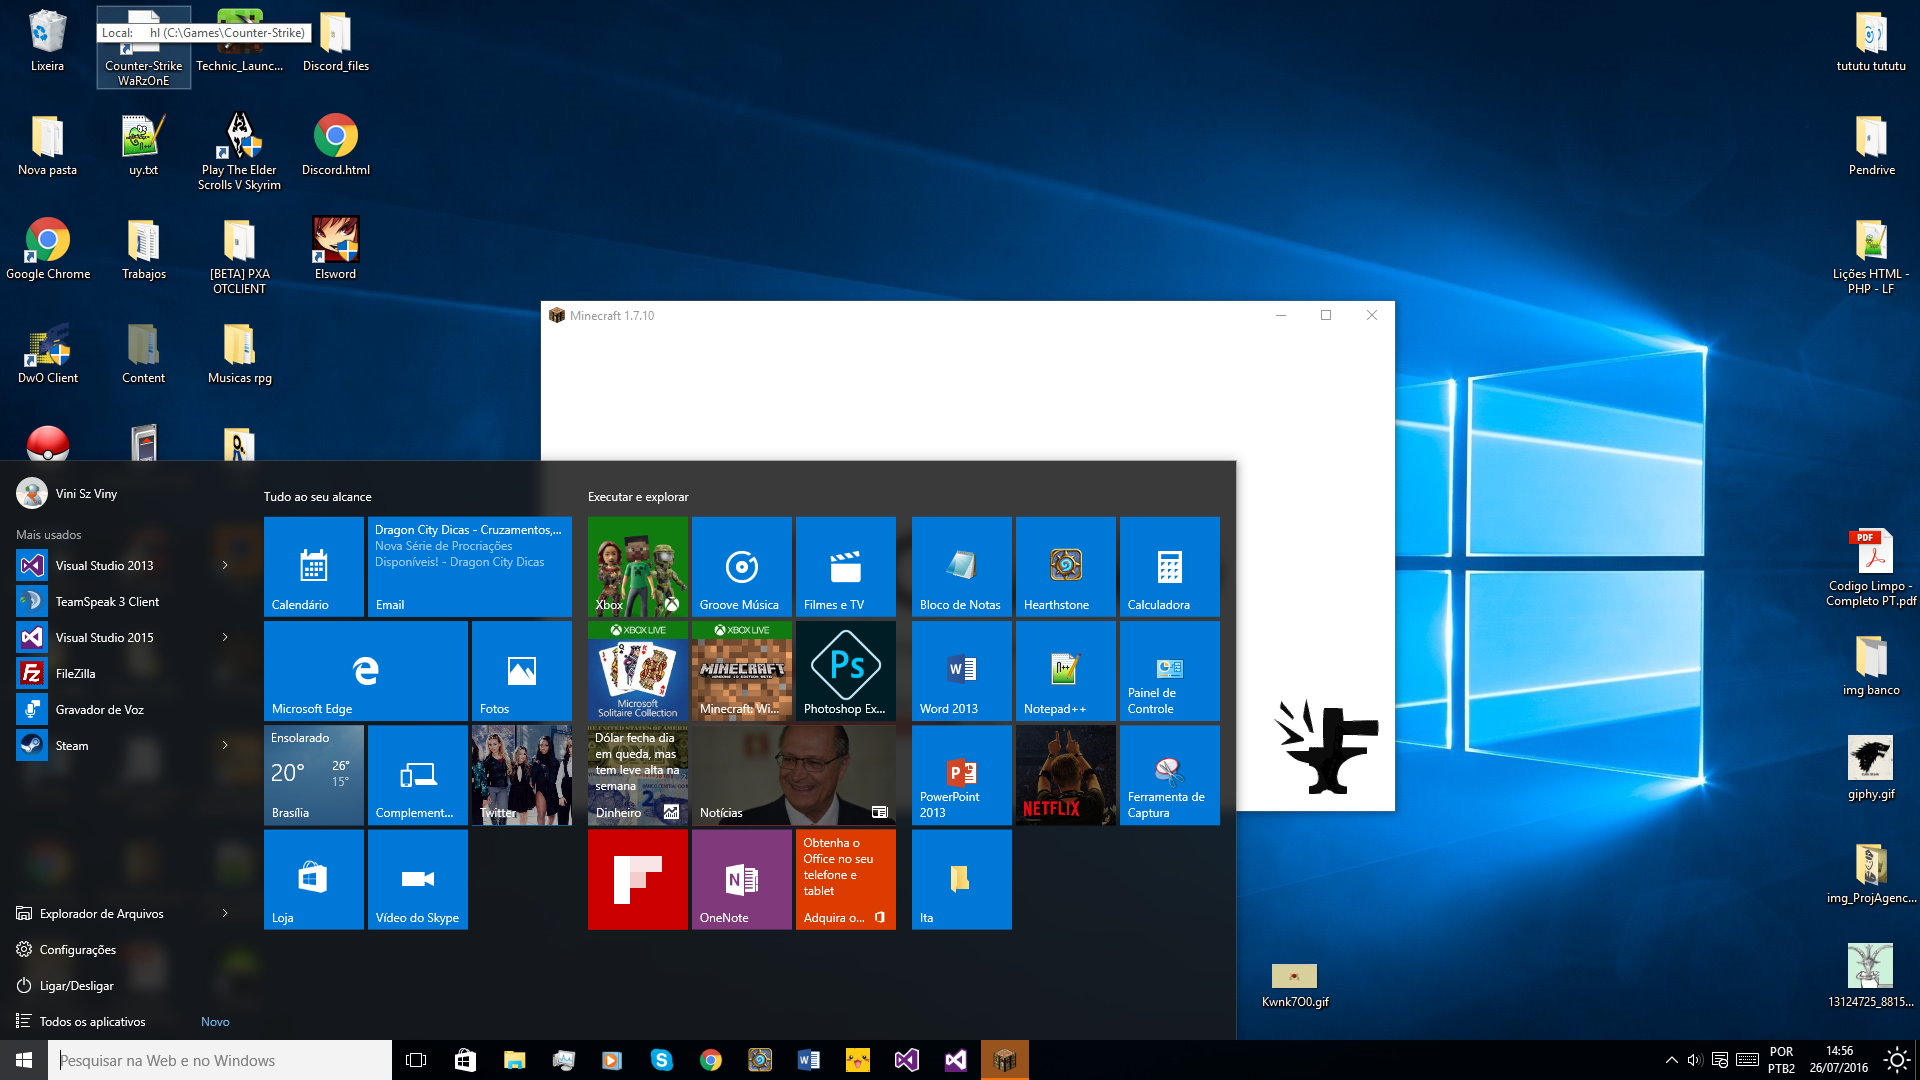 Lixeira
Local: hl (C:\Games\Counter-Strike)
Counter-Strike
WaRzOnE
Technic_Launc...
Discord_files
tututu tututu
Nova pasta
uy.txt
Play The Elder
Scrolls V Skyrim
Discord.html
Pendrive
Google Chrome
Trabajos
[BETA] PXA
OTCLIENT
Elsword
Lições HTML -
PHP - LF
DwO Client
Content
Musicas rpg
Minecraft 1.7.10
Vini Sz Viny
Mais usados
Visual Studio 2013
TeamSpeak 3 Client
Visual Studio 2015
FileZilla
Gravador de Voz
Steam
Explorador de Arquivos
Configurações
Ligar/Desligar
Todos os aplicativos
Novo
Tudo ao seu alcance
Calendário
Dragon City Dicas - Cruzamentos,...
Nova Série de Procriações
Disponíveis! - Dragon City Dicas
Email
Microsoft Edge
Fotos
Ensolarado
20°
26°
15°
Brasília
Complement...
Twitter
Loja
Vídeo do Skype
Executar e explorar
Xbox
Groove Música
Filmes e TV
XBOX LIVE
Microsoft
Solitaire Collection
XBOX LIVE
MINECRAFT
WINDOWS 10 EDITION BETA
Minecraft: Wi...
Ps
Photoshop Ex...
Dólar fecha dia
em queda, mas
tem leve alta na
semana
Dinheiro
Notícias
OneNote
Obtenha o
Office no seu
telefone e
tablet
Adquira o...
Bloco de Notas
Hearthstone
Calculadora
Word 2013
Notepad++
Painel de
Controle
PowerPoint
2013
NETFLIX
Ferramenta de
Captura
Ita
PDF
Codigo Limpo -
Completo PT.pdf
img banco
giphy.gif
img_ProjAgenc...
13124725_8815...
Kwnk7O0.gif
Pesquisar na Web e no Windows
POR
PTB2
14:56
26/07/2016